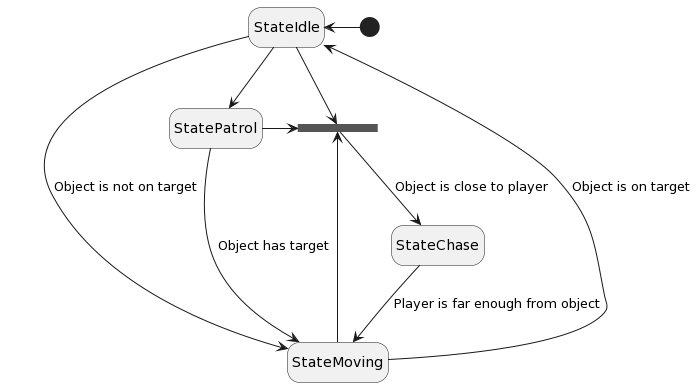 StateIdle
StatePatrol
Object is not on target
Object is close to player
Object is on target
Object has target
StateChase
Player is far enough from object
StateMoving